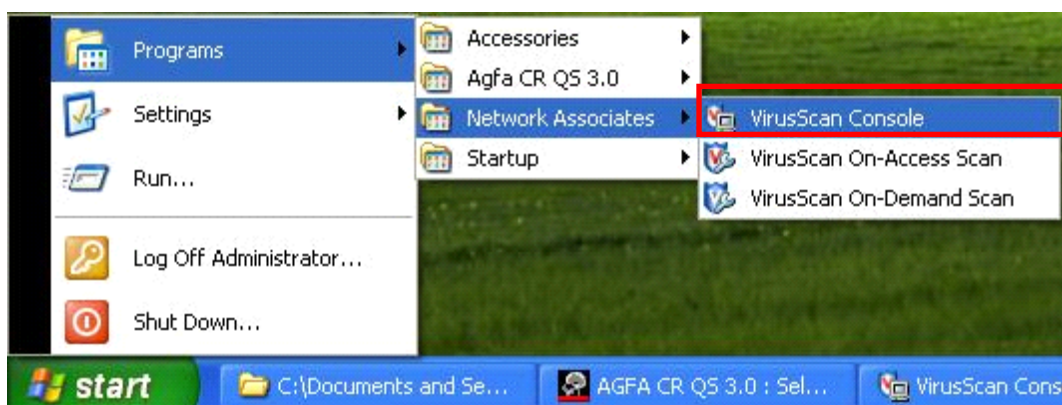 Programs
Settings
Run...
Log Off Administrator...
Shut Down...
Accessories
Agfa CR QS 3.0
Network Associates
Startup
VirusScan Console
VirusScan On-Access Scan
VirusScan On-Demand Scan
start
C:\Documents and Se...
AGFA CR QS 3.0 : Sel...
VirusScan Cons